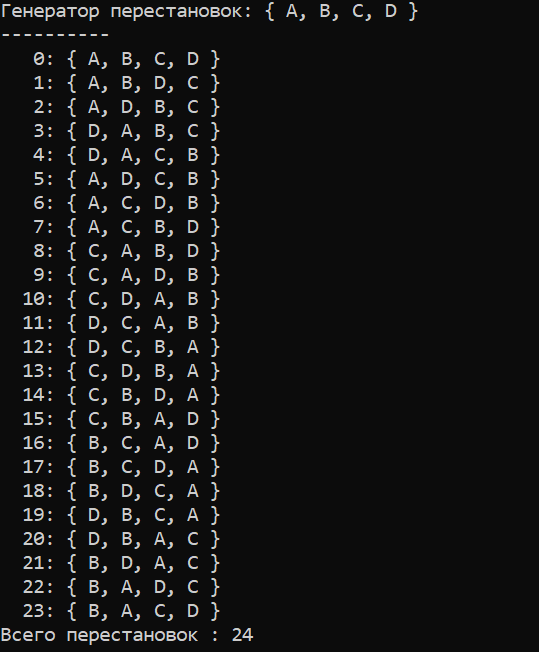 Генератор перестановок: { A, B, C, D }
----------
0: { A, B, C, D }
1: { A, B, D, C }
2: { A, D, B, C }
3: { D, A, B, C }
4: { D, A, C, B }
5: { A, D, C, B }
6: { A, C, D, B }
7: { A, C, B, D }
8: { C, A, B, D }
9: { C, A, D, B }
10: { C, D, A, B }
11: { D, C, A, B }
12: { D, C, B, A }
13: { C, D, B, A }
14: { C, B, D, A }
15: { C, B, A, D }
16: { B, C, A, D }
17: { B, C, D, A }
18: { B, D, C, A }
19: { D, B, C, A }
20: { D, B, A, C }
21: { B, D, A, C }
22: { B, A, D, C }
23: { B, A, C, D }
Всего перестановок : 24